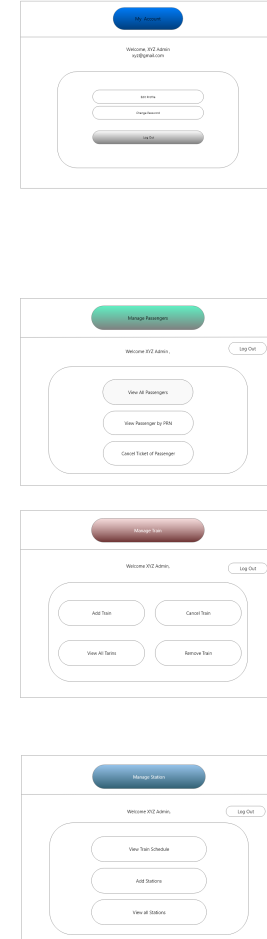 My Account
Welcome, XYZ Admin
xyz@gmail.com
Edit Profile
Change Password
Log Out
Manage Passengers
Welcome XYZ Admin ,
Log Out
View All Passengers
View Passenger by PRN
Cancel Ticket of Passenger
Manage Train
Welcome XYZ Admin,
Log Out
Add Train
Cancel Train
View All Tatins
Remove Train
Manage Station
Welcome XYZ Admin,
Log Out
View Train Schedule
Add Stations
View all Stations